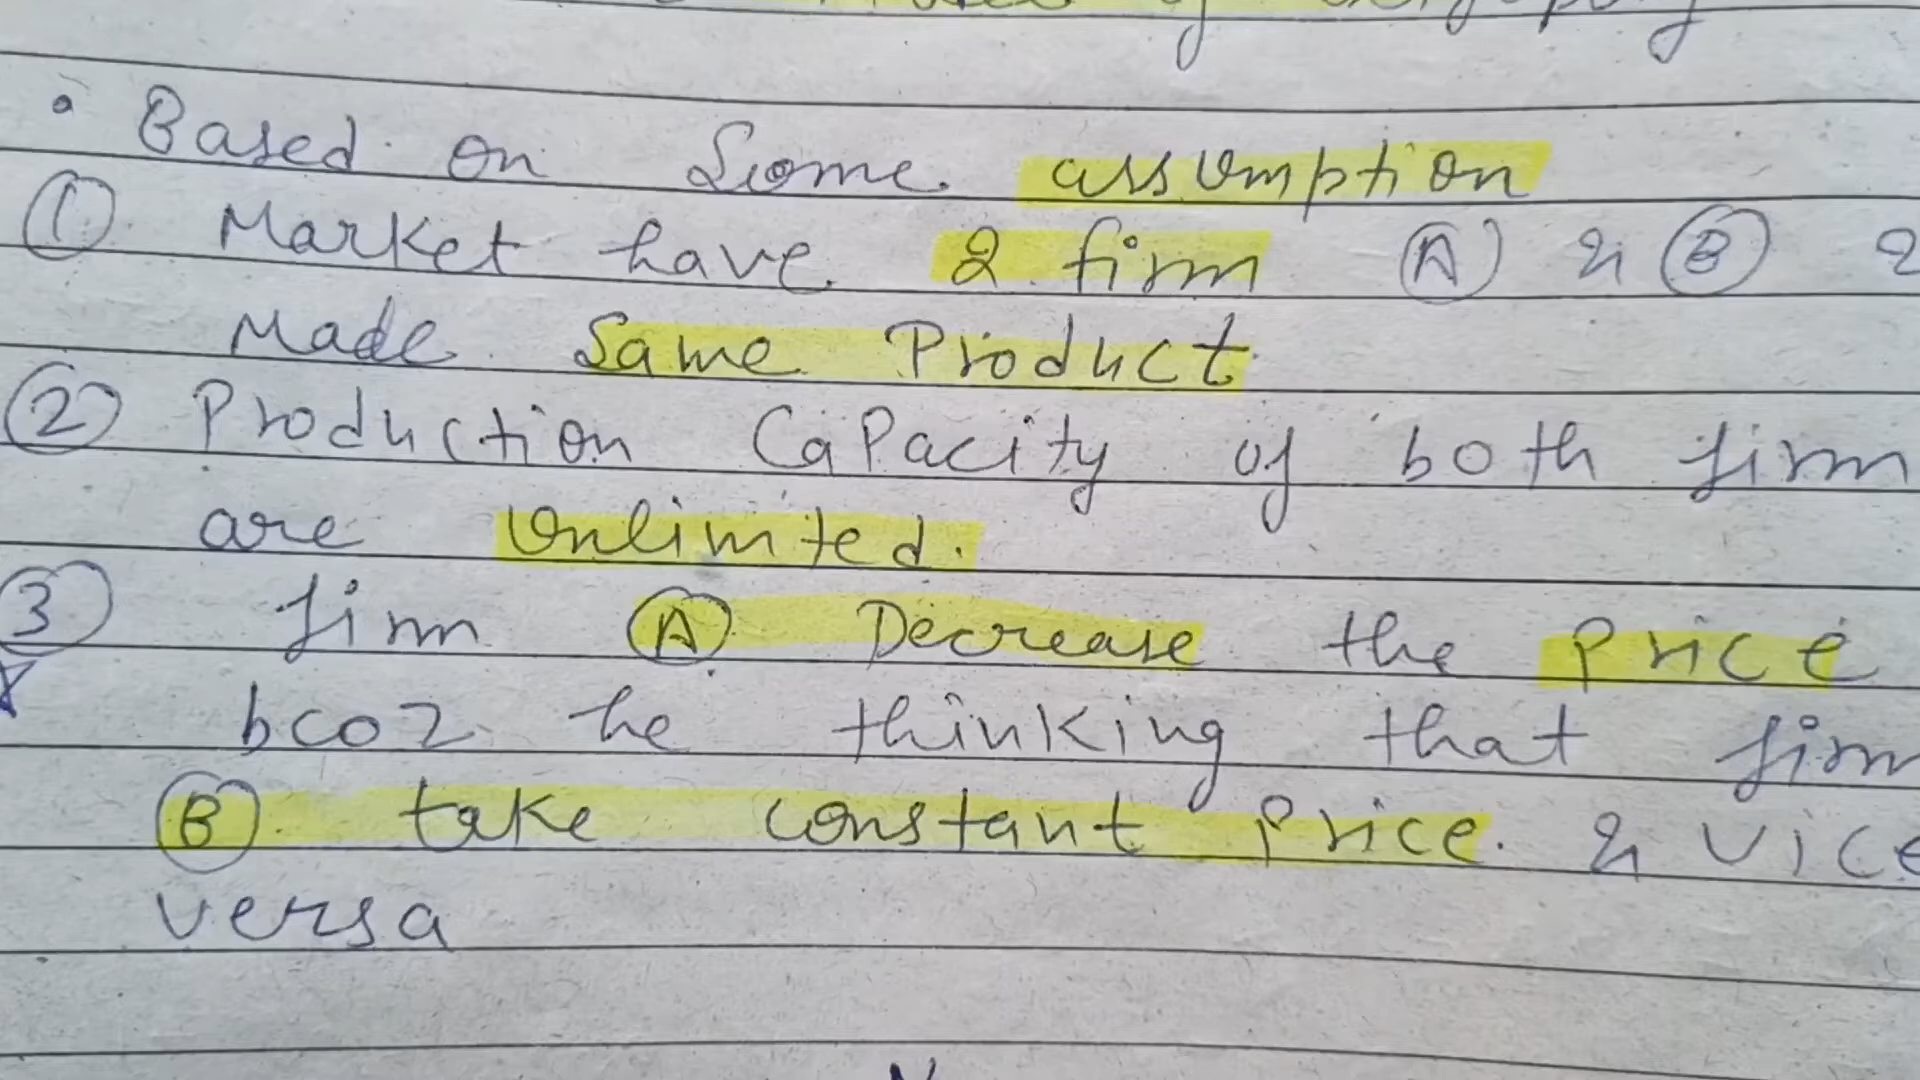 • Based on Some assumption
① Market have 2 firm Ⓐ & Ⓑ &
Made Same Product
② Production Capacity of both firm
are Unlimited.
③ firm Ⓐ Decrease the Price
bcoz he thinking that firm
Ⓑ take constant Price. & vice
versa